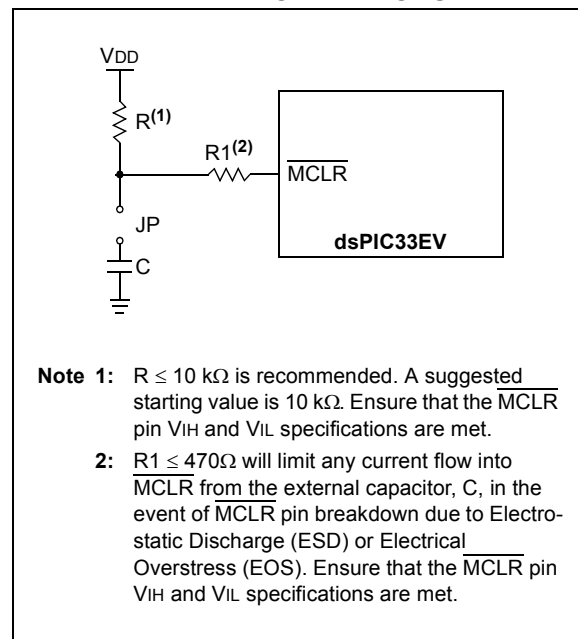 VDD
R(1)
R1(2)
MCLR
JP
dsPIC33EV
C
Note 1: R ≤ 10 kΩ is recommended. A suggested
starting value is 10 kΩ. Ensure that the MCLR
pin VIH and VIL specifications are met.
2: R1 ≤ 470Ω will limit any current flow into
MCLR from the external capacitor, C, in the
event of MCLR pin breakdown due to Electro-
static Discharge (ESD) or Electrical
Overstress (EOS). Ensure that the MCLR pin
VIH and VIL specifications are met.